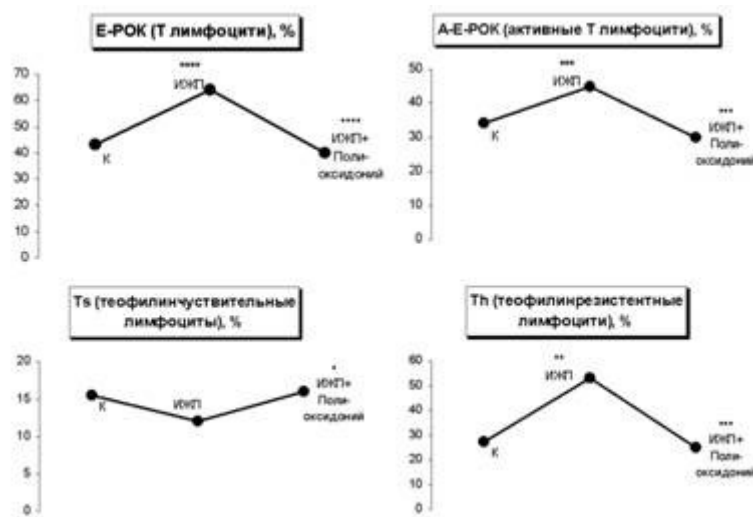 Е-РОК (Т лимфоцити), %
****
ИЖП
70
60
50
40
30
20
10
0
К
****
ИЖП+
Поли-
оксидоний
А-Е-РОК (активные Т лимфоцити), %
***
ИЖП
50
40
30
20
10
0
К
***
ИЖП+
Поли-
оксидоний
Ts (теофилинчуствительные
лимфоциты), %
20
15
10
5
0
К
ИЖП
*
ИЖП+
Поли-
оксидоний
Th (теофилинрезистентные
лимфоцити), %
**
ИЖП
60
50
40
30
20
10
0
К
***
ИЖП+
Поли-
оксидоний